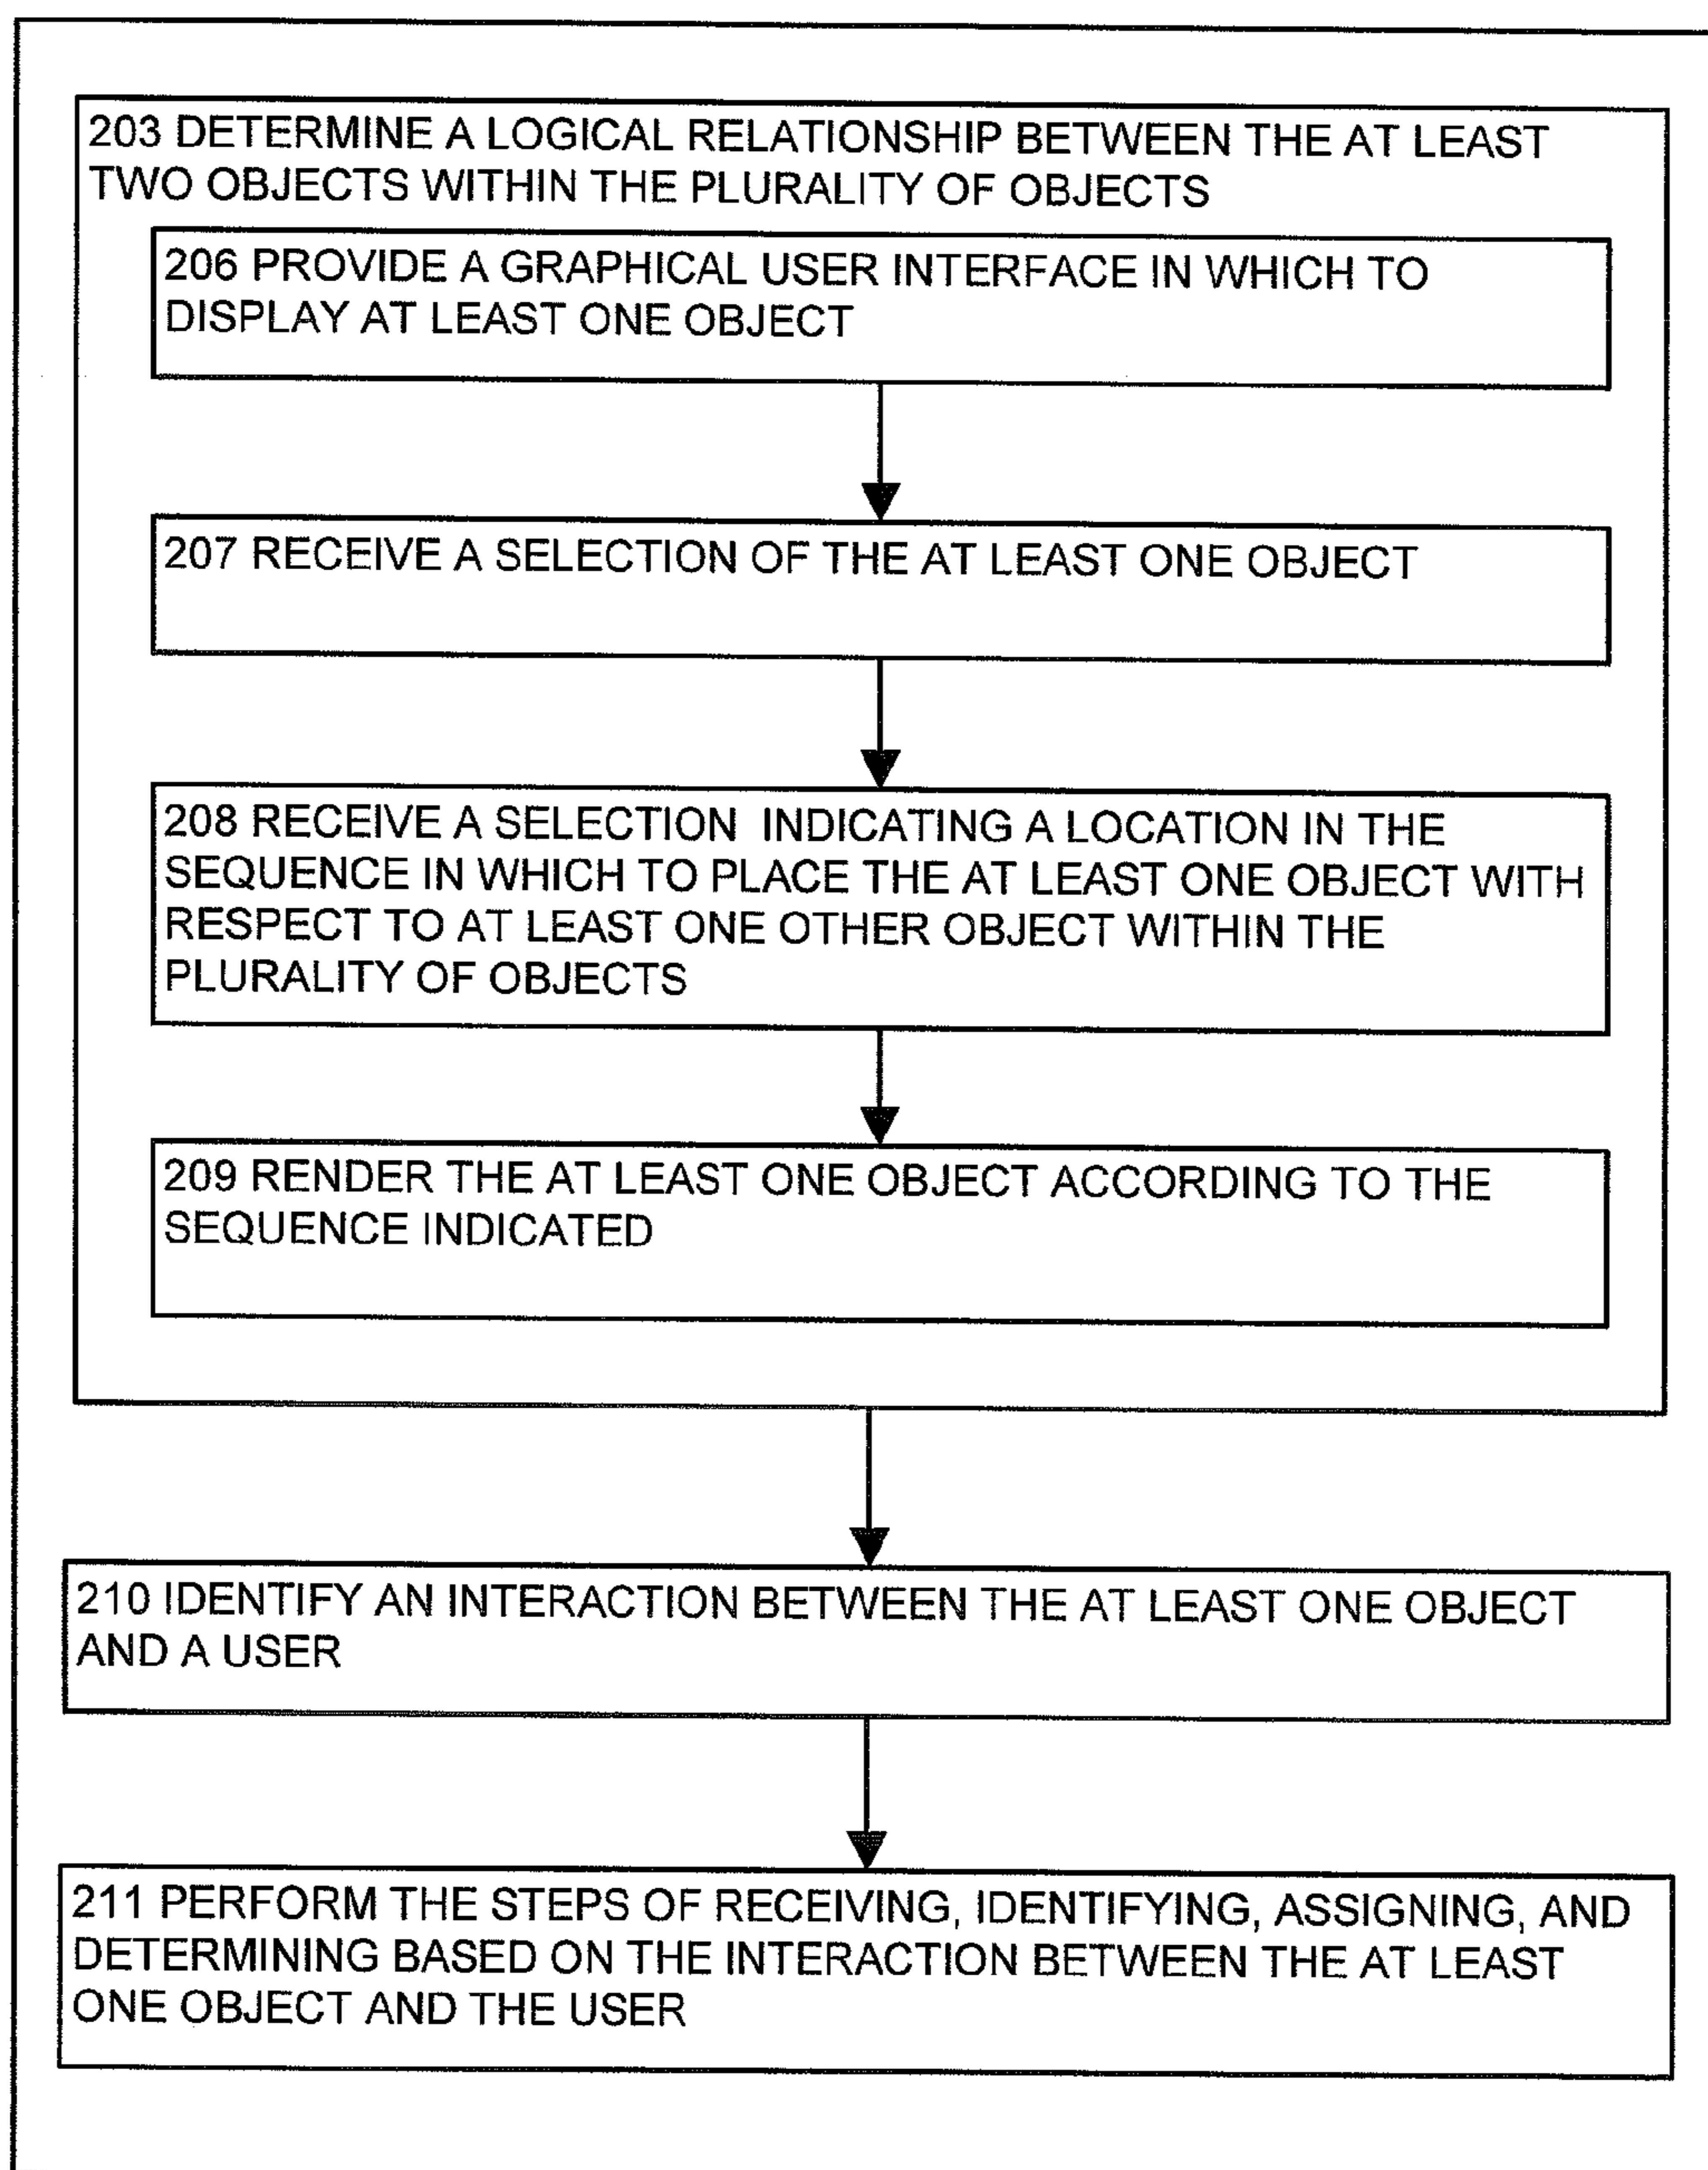 203 DETERMINE A LOGICAL RELATIONSHIP BETWEEN THE AT LEAST
TWO OBJECTS WITHIN THE PLURALITY OF OBJECTS
206 PROVIDE A GRAPHICAL USER INTERFACE IN WHICH TO
DISPLAY AT LEAST ONE OBJECT
207 RECEIVE A SELECTION OF THE AT LEAST ONE OBJECT
208 RECEIVE A SELECTION INDICATING A LOCATION IN THE
SEQUENCE IN WHICH TO PLACE THE AT LEAST ONE OBJECT WITH
RESPECT TO AT LEAST ONE OTHER OBJECT WITHIN THE
PLURALITY OF OBJECTS
209 RENDER THE AT LEAST ONE OBJECT ACCORDING TO THE
SEQUENCE INDICATED
210 IDENTIFY AN INTERACTION BETWEEN THE AT LEAST ONE OBJECT
AND A USER
211 PERFORM THE STEPS OF RECEIVING, IDENTIFYING, ASSIGNING, AND
DETERMINING BASED ON THE INTERACTION BETWEEN THE AT LEAST
ONE OBJECT AND THE USER